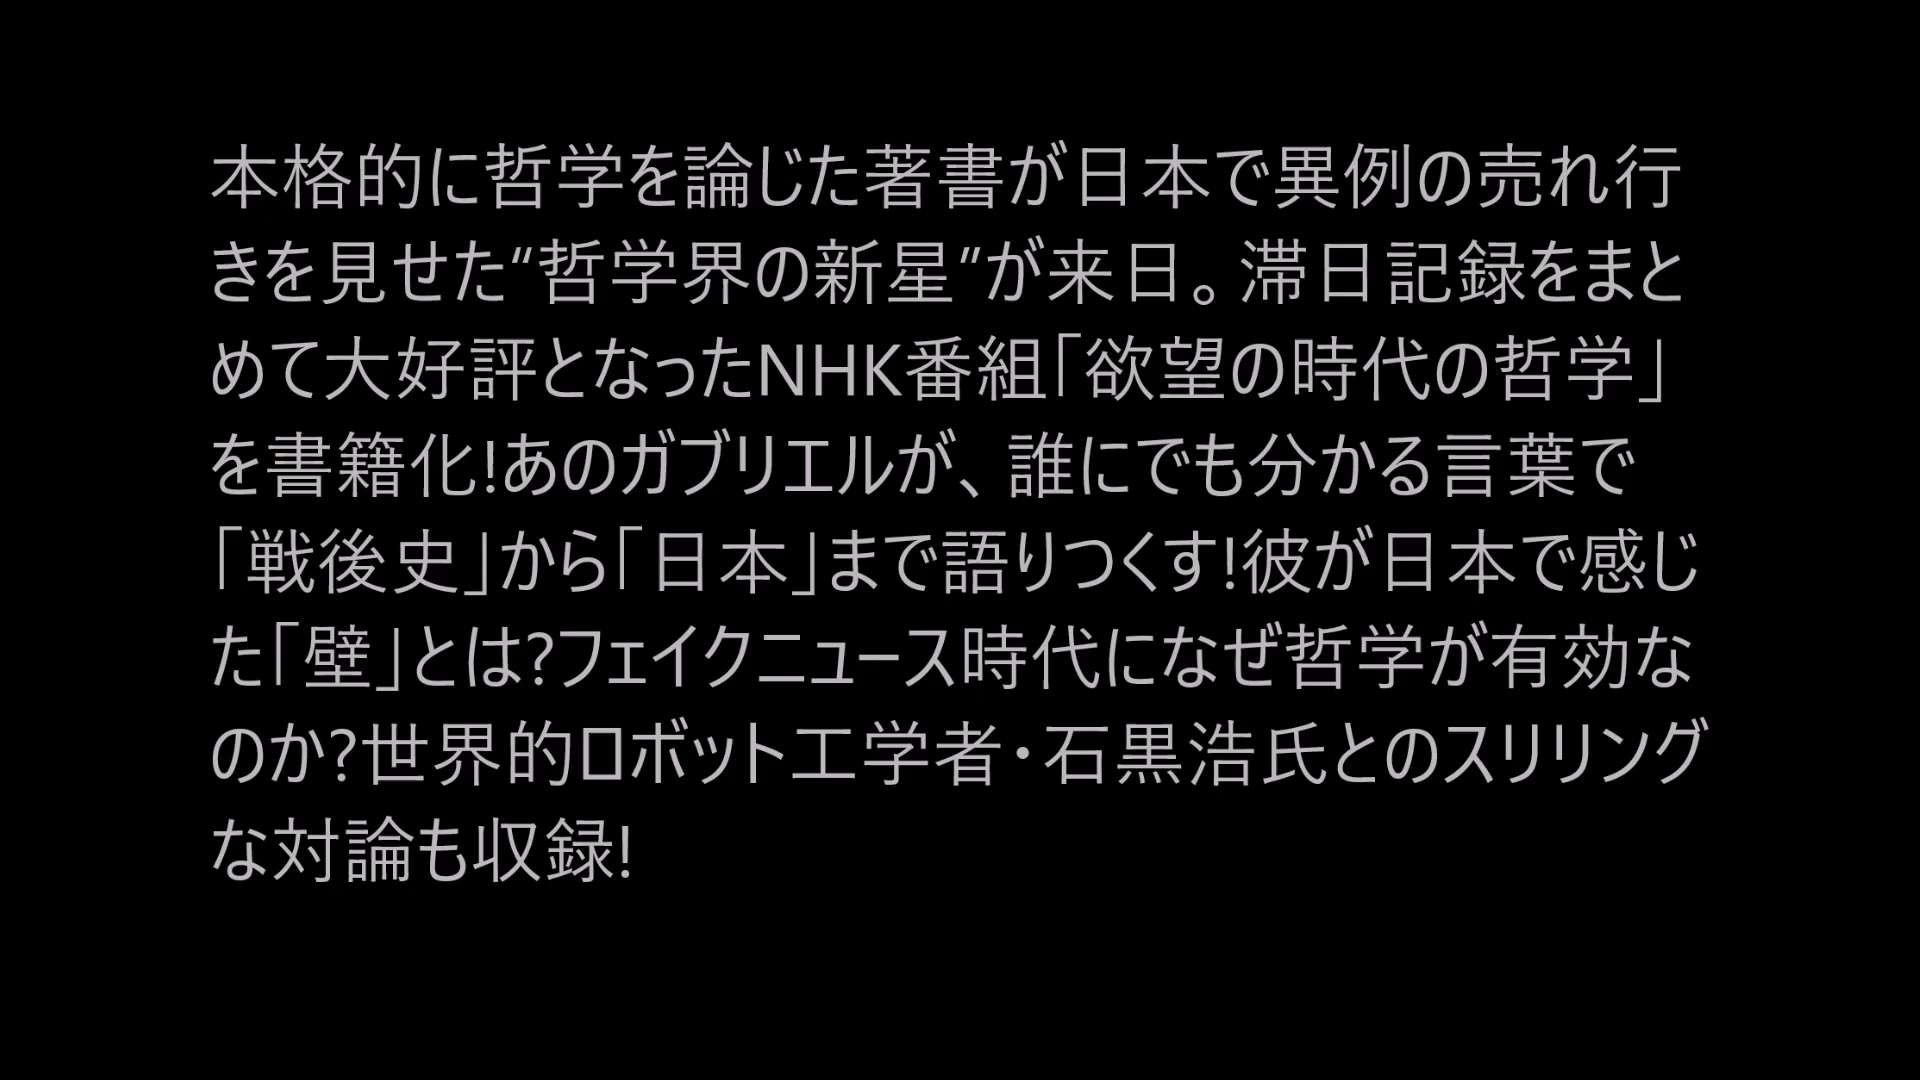 本格的に哲学を論じた著書が日本で異例の売れ行
きを見せた“哲学界の新星”が来日。滞日記録をまと
めて大好評となったNHK番組「欲望の時代の哲学」
を書籍化!あのガブリエルが、誰にでも分かる言葉で
「戦後史」から「日本」まで語りつくす!彼が日本で感じ
た「壁」とは?フェイクニュース時代になぜ哲学が有効な
のか?世界的ロボット工学者・石黒浩氏とのスリリング
な対論も収録!